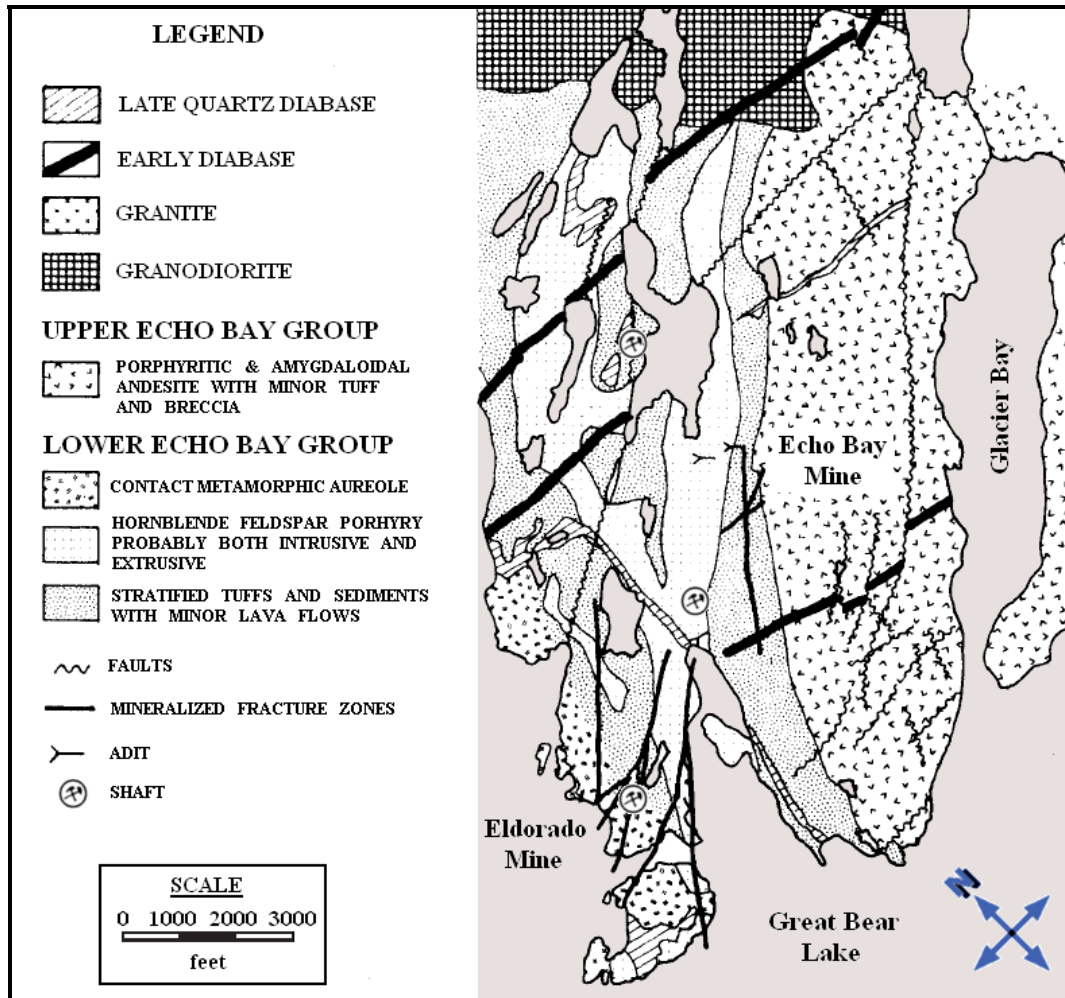 LEGEND
LATE QUARTZ DIABASE
EARLY DIABASE
GRANITE
GRANODIORITE
UPPER ECHO BAY GROUP
PORPHYRITIC & AMYGDALOIDAL
ANDESITE WITH MINOR TUFF
AND BRECCIA
LOWER ECHO BAY GROUP
CONTACT METAMORPHIC AUREOLE
HORNBLENDE FELDSPAR PORHYRY
PROBABLY BOTH INTRUSIVE AND
EXTRUSIVE
STRATIFIED TUFFS AND SEDIMENTS
WITH MINOR LAVA FLOWS
FAULTS
MINERALIZED FRACTURE ZONES
ADIT
SHAFT
SCALE
0 1000 2000 3000
feet
Echo Bay
Mine
Glacier Bay
Eldorado
Mine
Great Bear
Lake
N